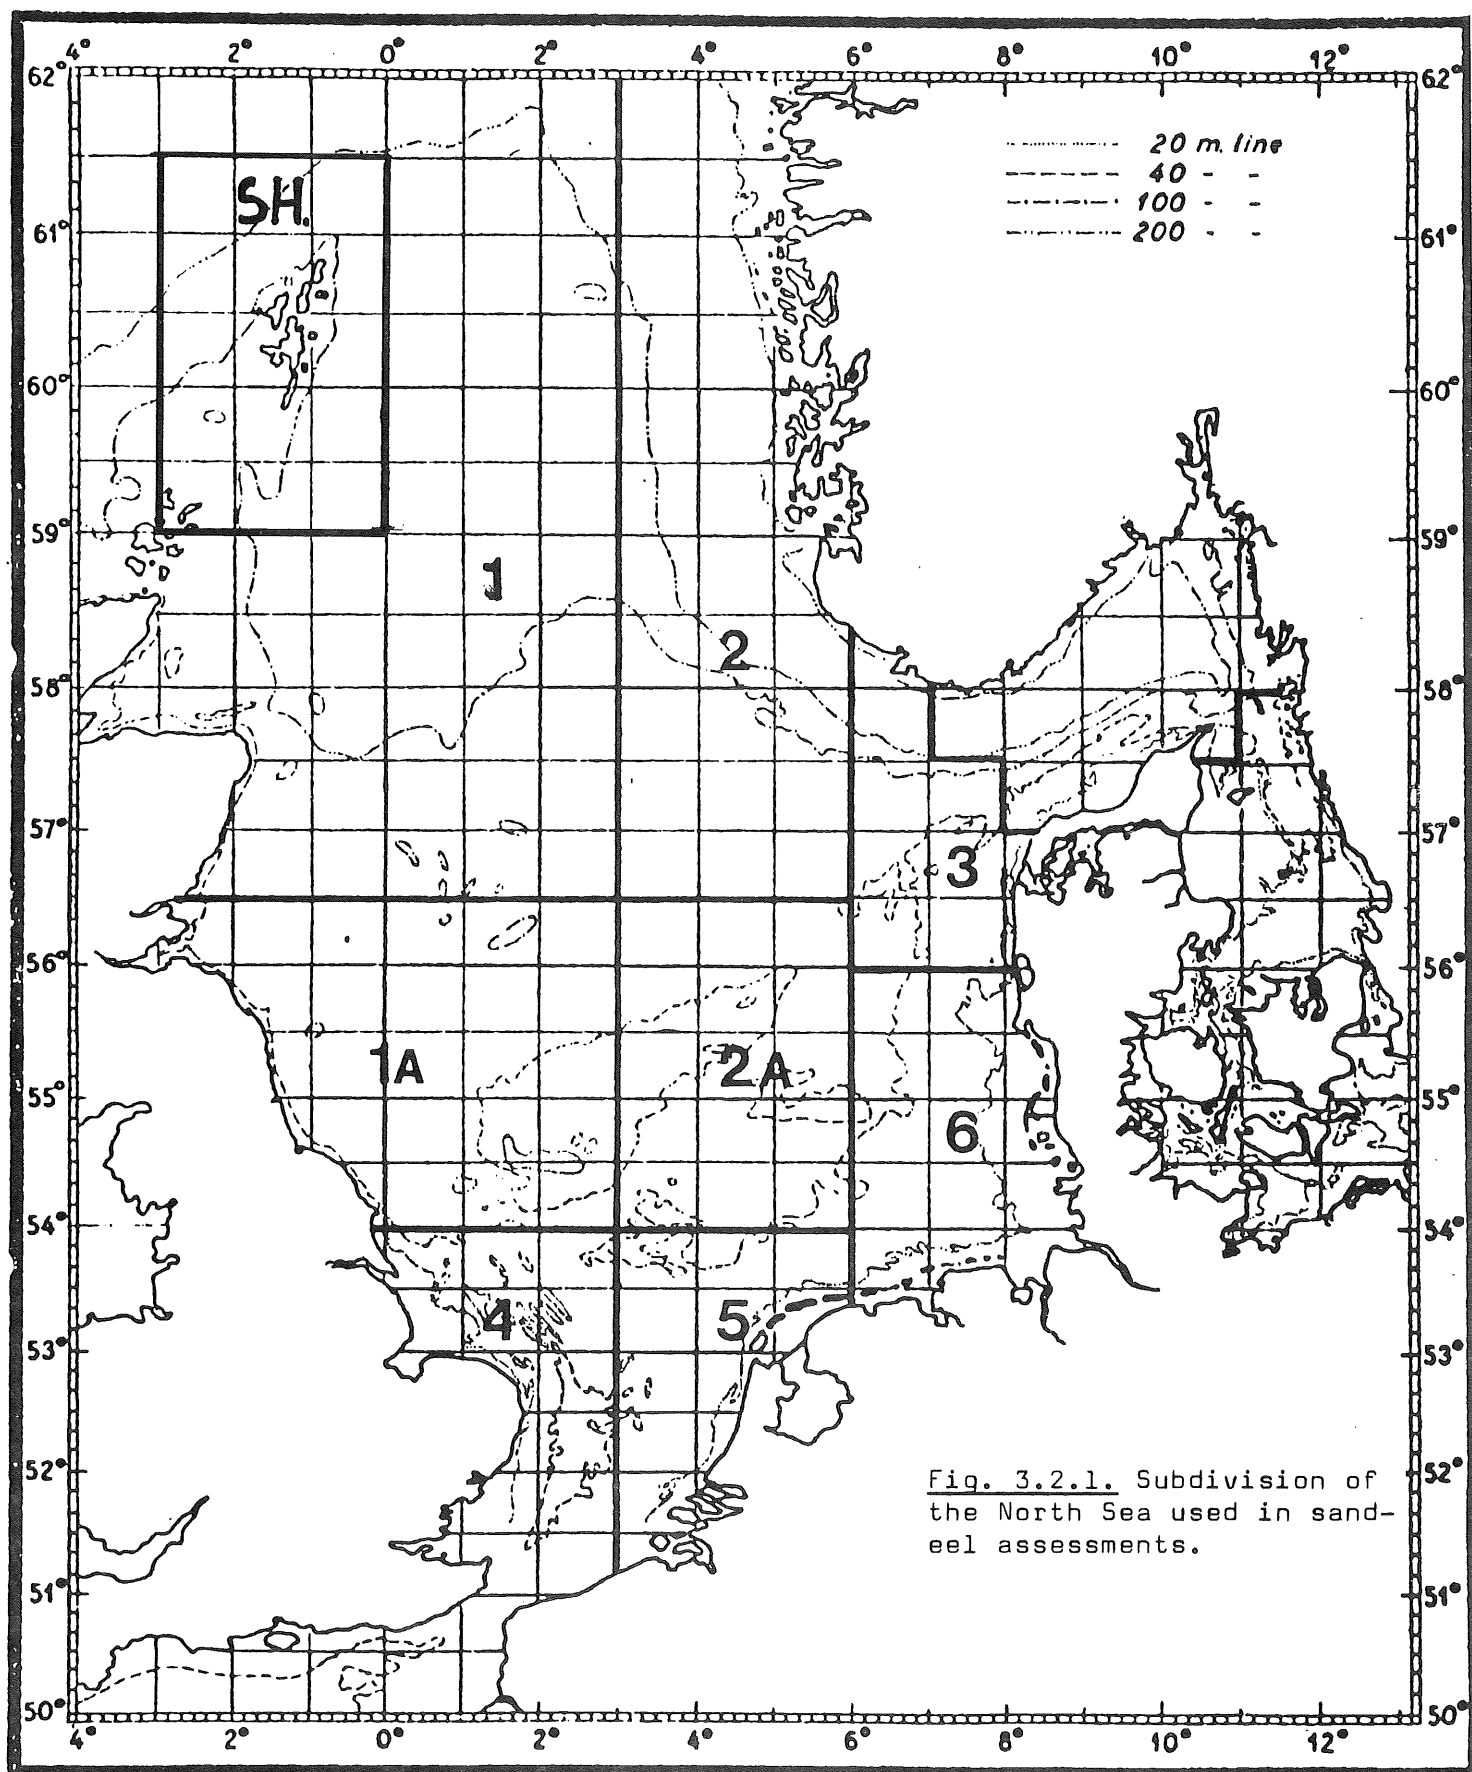 4° 2° 0° 2° 4° 6° 8° 10° 12°
62° 62°
20 m. line
40 - -
100 - -
200 - -
SH.
61° 61°
60° 60°
59° 59°
1
2
58° 58°
57° 57°
3
56° 56°
1A 2A
55° 55°
6
54° 54°
4 5
53° 53°
52° 52°
Fig. 3.2.1. Subdivision of
the North Sea used in sand-
eel assessments.
51° 51°
50° 50°
4° 2° 0° 2° 4° 6° 8° 10° 12°